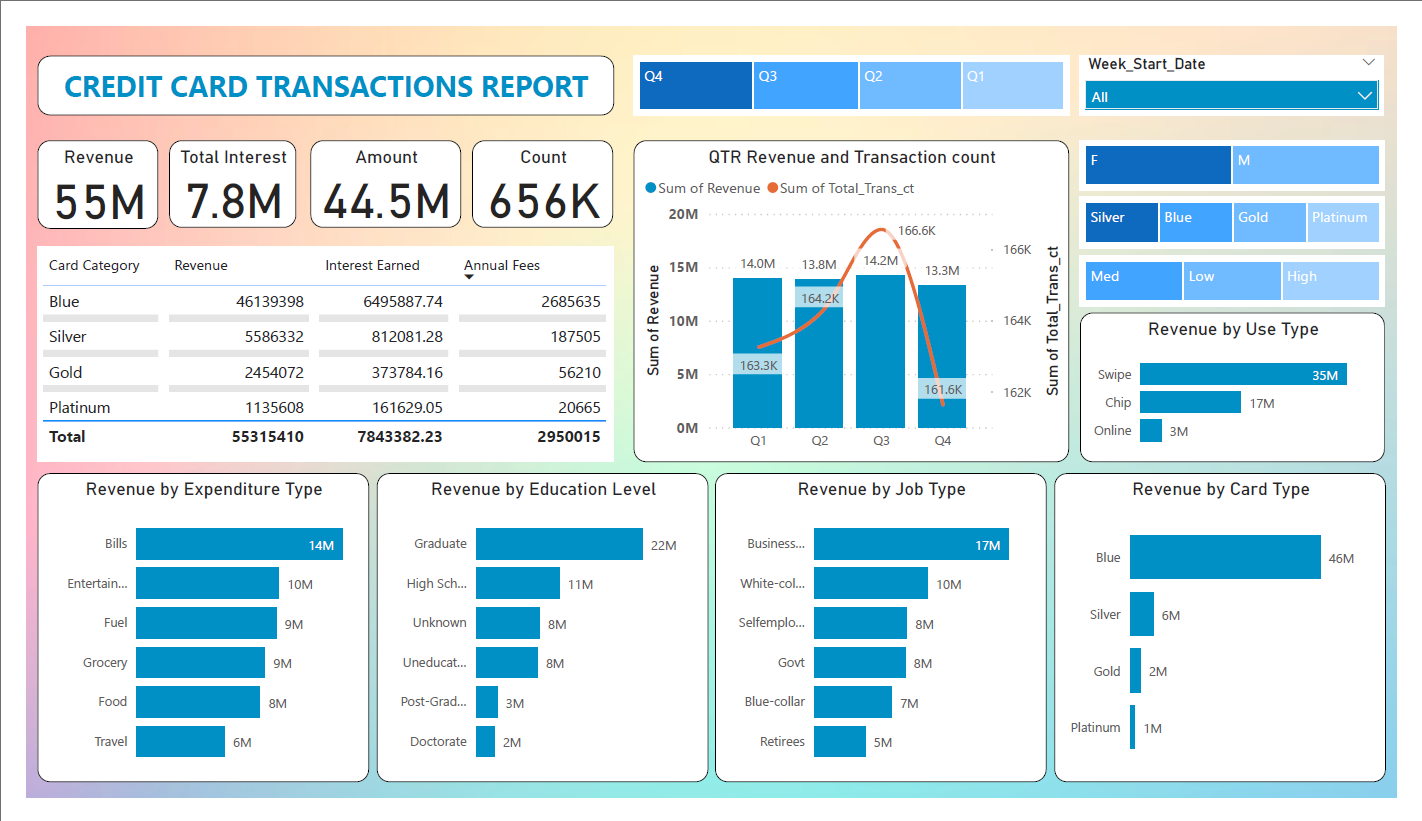 CREDIT CARD TRANSACTIONS REPORT
Q4 Q3 Q2 Q1
Week_Start_Date
All
Revenue
55M
Total Interest
7.8M
Amount
44.5M
Count
656K
Card Category Revenue Interest Earned Annual Fees
Blue 46139398 6495887.74 2685635
Silver 5586332 812081.28 187505
Gold 2454072 373784.16 56210
Platinum 1135608 161629.05 20665
Total 55315410 7843382.23 2950015
QTR Revenue and Transaction count
Sum of Revenue Sum of Total_Trans_ct
Sum of Revenue
20M
15M
10M
5M
0M
14.0M 13.8M 14.2M 13.3M
163.3K 164.2K 166.6K 161.6K
Q1 Q2 Q3 Q4
166K
164K
162K
Sum of Total_Trans_ct
F M
Silver Blue Gold Platinum
Med Low High
Revenue by Use Type
Swipe 35M
Chip 17M
Online 3M
Revenue by Expenditure Type
Bills 14M
Entertain... 10M
Fuel 9M
Grocery 9M
Food 8M
Travel 6M
Revenue by Education Level
Graduate 22M
High Sch... 11M
Unknown 8M
Uneducat... 8M
Post-Grad... 3M
Doctorate 2M
Revenue by Job Type
Business... 17M
White-col... 10M
Selfemplo... 8M
Govt 8M
Blue-collar 7M
Retirees 5M
Revenue by Card Type
Blue 46M
Silver 6M
Gold 2M
Platinum 1M